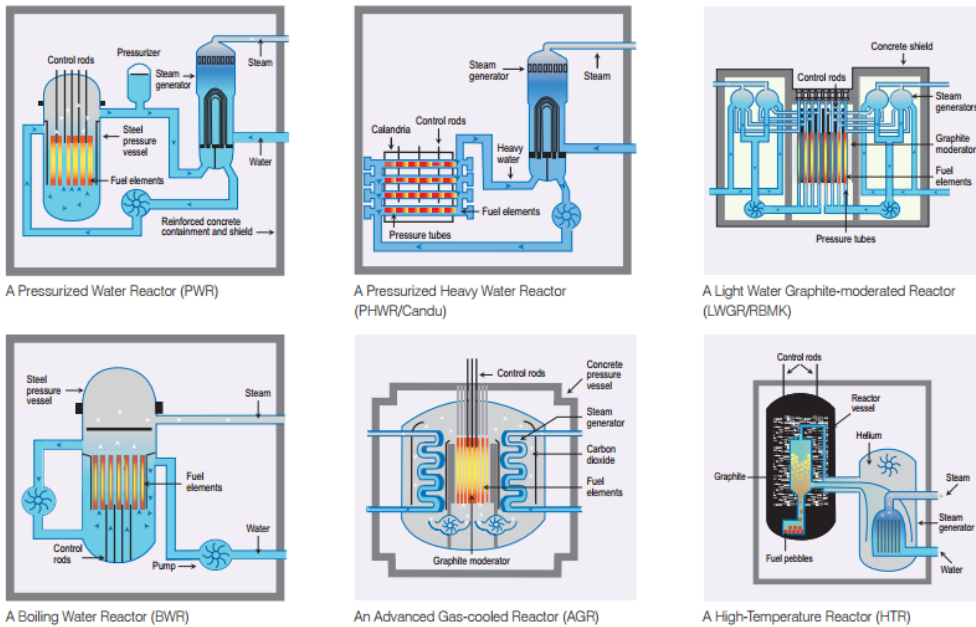 Control rods
Pressurizer
Steam
generator
Steam
Steel
pressure
vessel
Water
Fuel elements
Reinforced concrete
containment and shield
A Pressurized Water Reactor (PWR)
Steam
generator
Steam
Calandria
Control rods
Heavy
water
Fuel elements
Pressure tubes
A Pressurized Heavy Water Reactor
(PHWR/Candu)
Concrete shield
Control rods
Steam
generators
Graphite
moderator
Fuel
elements
Pressure tubes
A Light Water Graphite-moderated Reactor
(LWGR/RBMK)
Steel
pressure
vessel
Steam
Fuel
elements
Control
rods
Pump
Water
A Boiling Water Reactor (BWR)
Control rods
Concrete
pressure
vessel
Steam
generator
Carbon
dioxide
Fuel
elements
Graphite moderator
An Advanced Gas-cooled Reactor (AGR)
Control rods
Reactor
vessel
Helium
Graphite
Steam
Steam
generator
Fuel pebbles
Water
A High-Temperature Reactor (HTR)